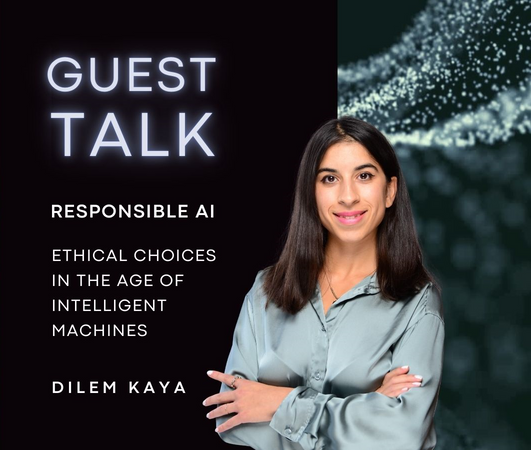 GUEST
TALK
RESPONSIBLE AI
ETHICAL CHOICES
IN THE AGE OF
INTELLIGENT
MACHINES
DILEM KAYA